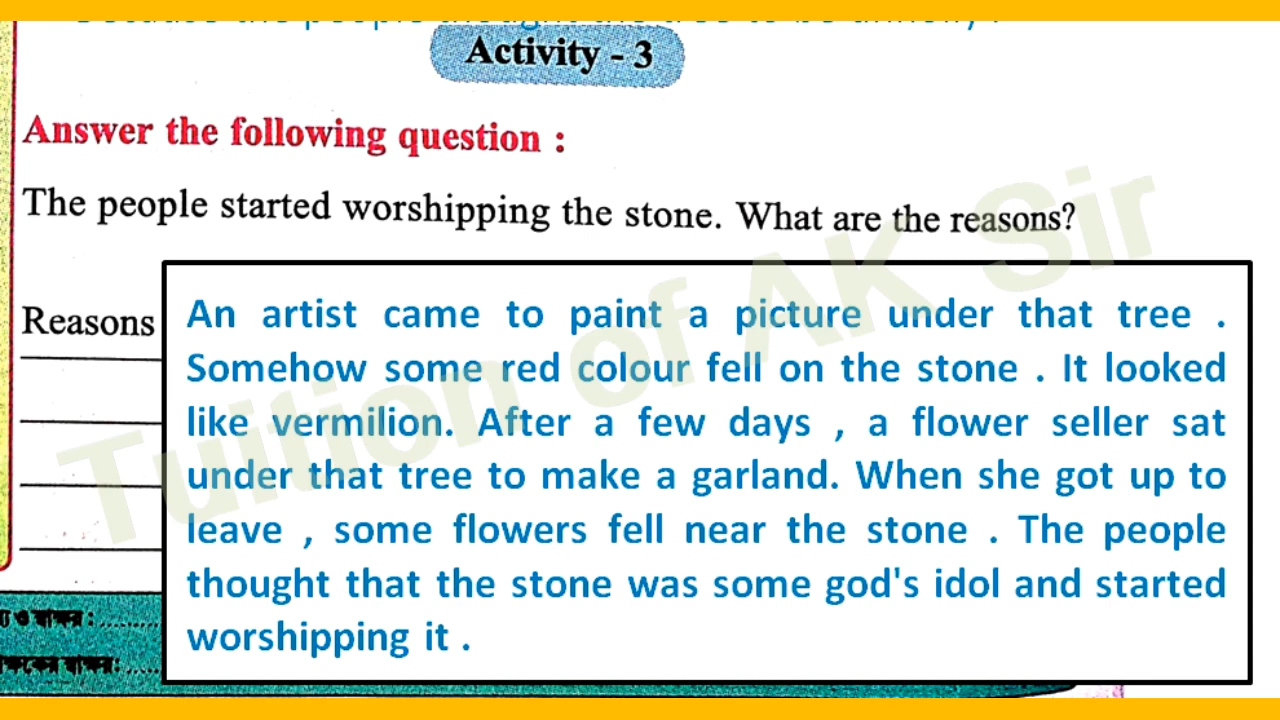 Activity - 3
Answer the following question :
The people started worshipping the stone. What are the reasons?
Reasons
An artist came to paint a picture under that tree .
Somehow some red colour fell on the stone . It looked
like vermilion. After a few days , a flower seller sat
under that tree to make a garland. When she got up to
leave , some flowers fell near the stone . The people
thought that the stone was some god's idol and started
worshipping it .
Tuition of AK Sir